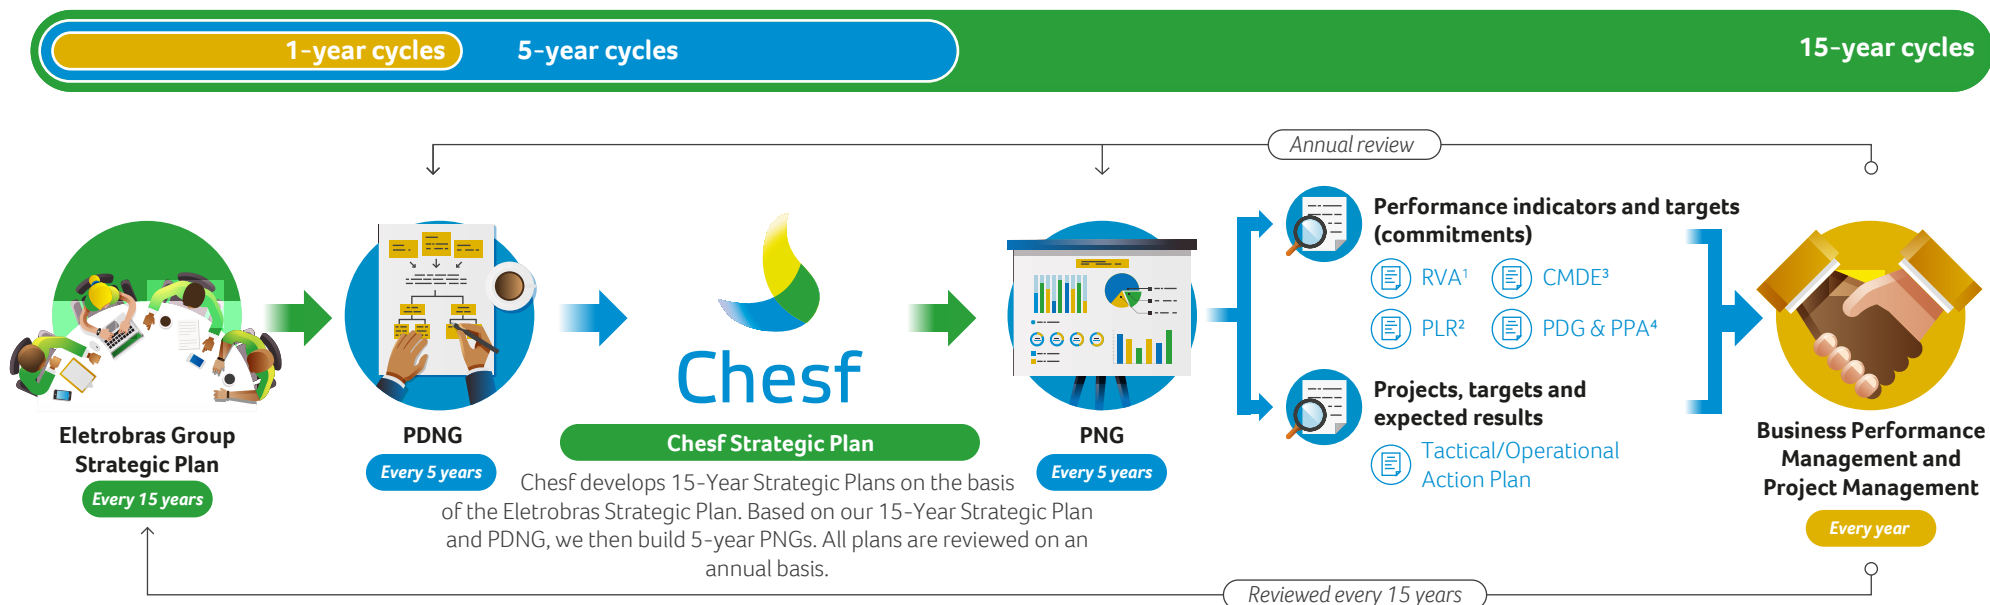 1-year cycles
5-year cycles
15-year cycles
Annual review
Performance indicators and targets
(commitments)
RVA¹
CMDE³
PLR²
PDG & PPA⁴
Projects, targets and
expected results
Tactical/Operational
Action Plan
Eletrobras Group
Strategic Plan
Every 15 years
PDNG
Every 5 years
Chesf
Chesf Strategic Plan
Chesf develops 15-Year Strategic Plans on the basis
of the Eletrobras Strategic Plan. Based on our 15-Year Strategic Plan
and PDNG, we then build 5-year PNGs. All plans are reviewed on an
annual basis.
PNG
Every 5 years
Business Performance
Management and
Project Management
Every year
Reviewed every 15 years